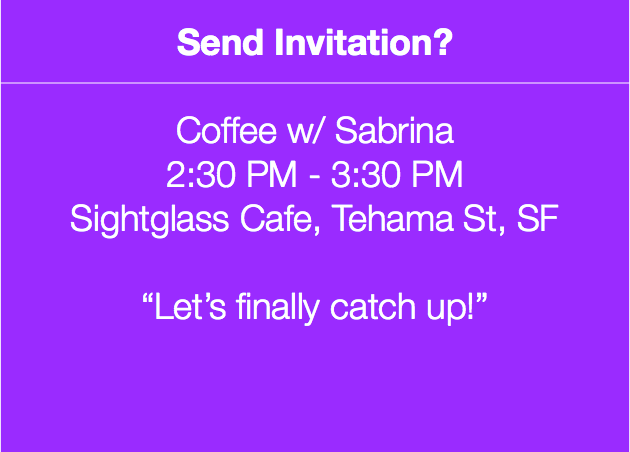 Send Invitation?
Coffee w/ Sabrina
2:30 PM - 3:30 PM
Sightglass Cafe, Tehama St, SF
“Let’s finally catch up!”